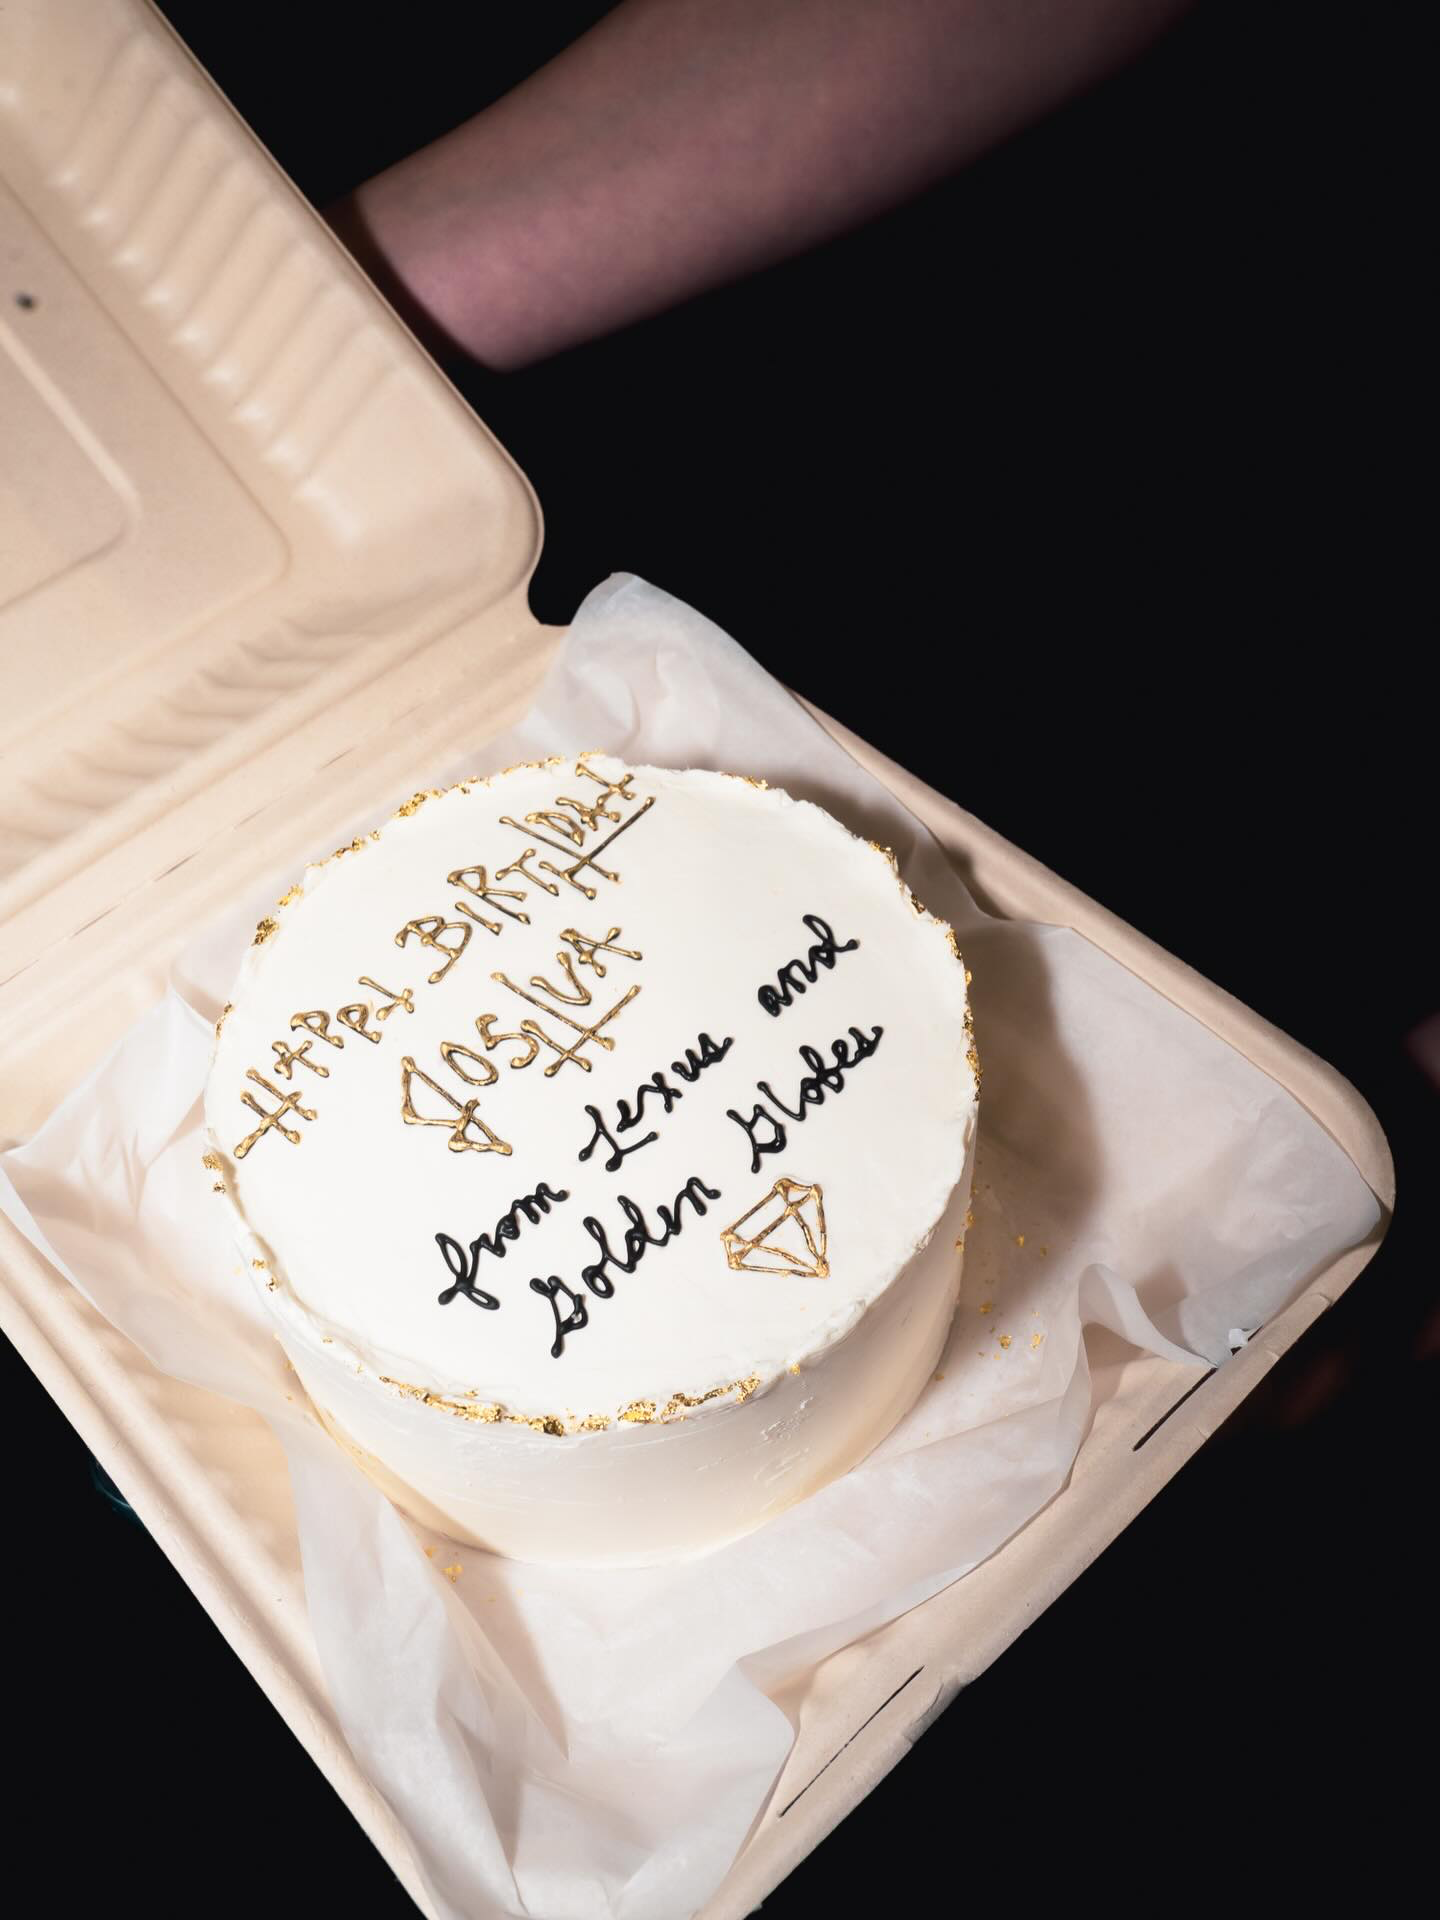 HAPPY BIRTHDAY
JOSHUA
from Lexus and
Golden Globes